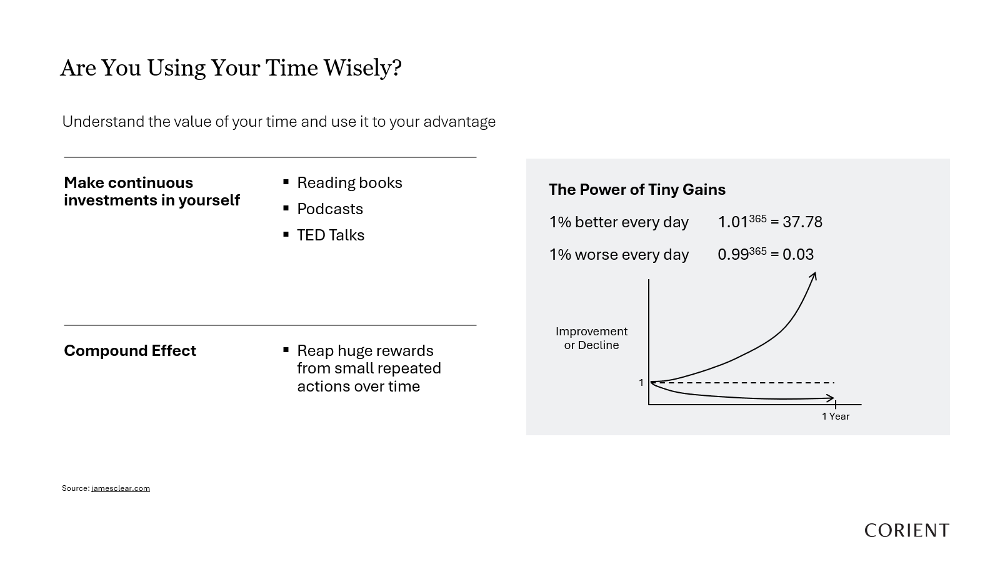 Are You Using Your Time Wisely?
Understand the value of your time and use it to your advantage
Make continuous
investments in yourself
▪ Reading books
▪ Podcasts
▪ TED Talks
Compound Effect
▪ Reap huge rewards
from small repeated
actions over time
The Power of Tiny Gains
1% better every day 1.01³⁶⁵ = 37.78
1% worse every day 0.99³⁶⁵ = 0.03
Improvement
or Decline
1
1 Year
Source: jamesclear.com
CORIENT